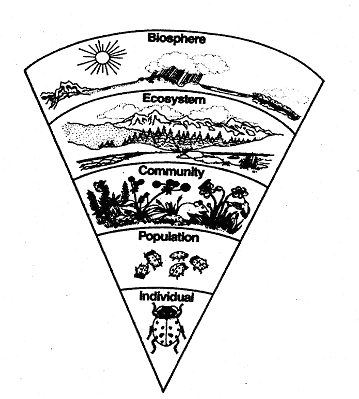 Biosphere
Ecosystem
Community
Population
Individual